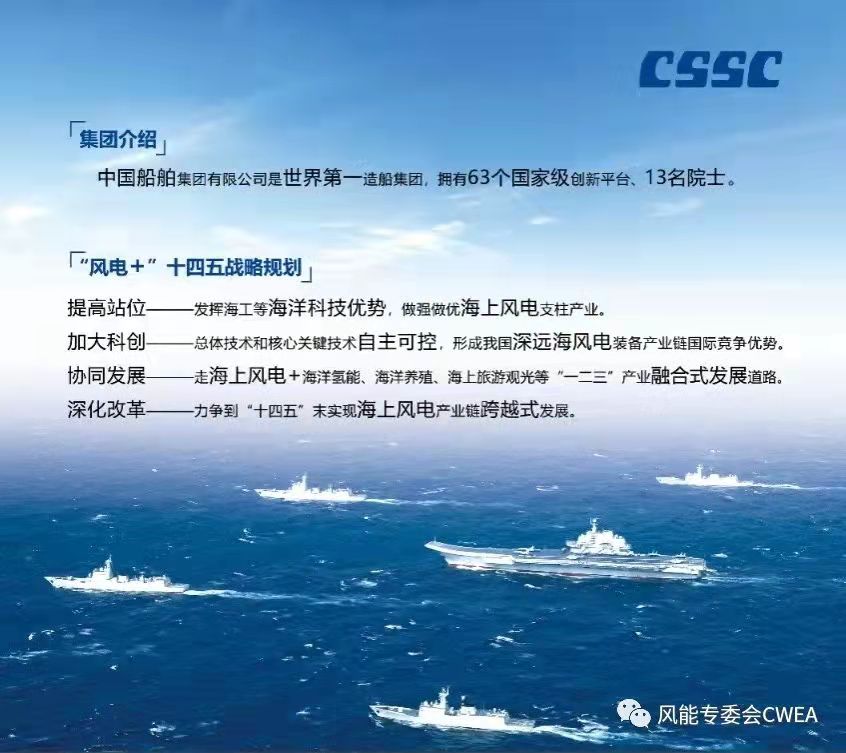 CSSC
集团介绍
中国船舶集团有限公司是世界第一造船集团，拥有63个国家级创新平台、13名院士。
“风电＋”十四五战略规划
提高站位———发挥海工等海洋科技优势，做强做优海上风电支柱产业。
加大科创———总体技术和核心关键技术自主可控，形成我国深远海风电装备产业链国际竞争优势。
协同发展———走海上风电＋海洋氢能、海洋养殖、海上旅游观光等“一二三”产业融合式发展道路。
深化改革———力争到“十四五”末实现海上风电产业链跨越式发展。
风能专委会CWEA